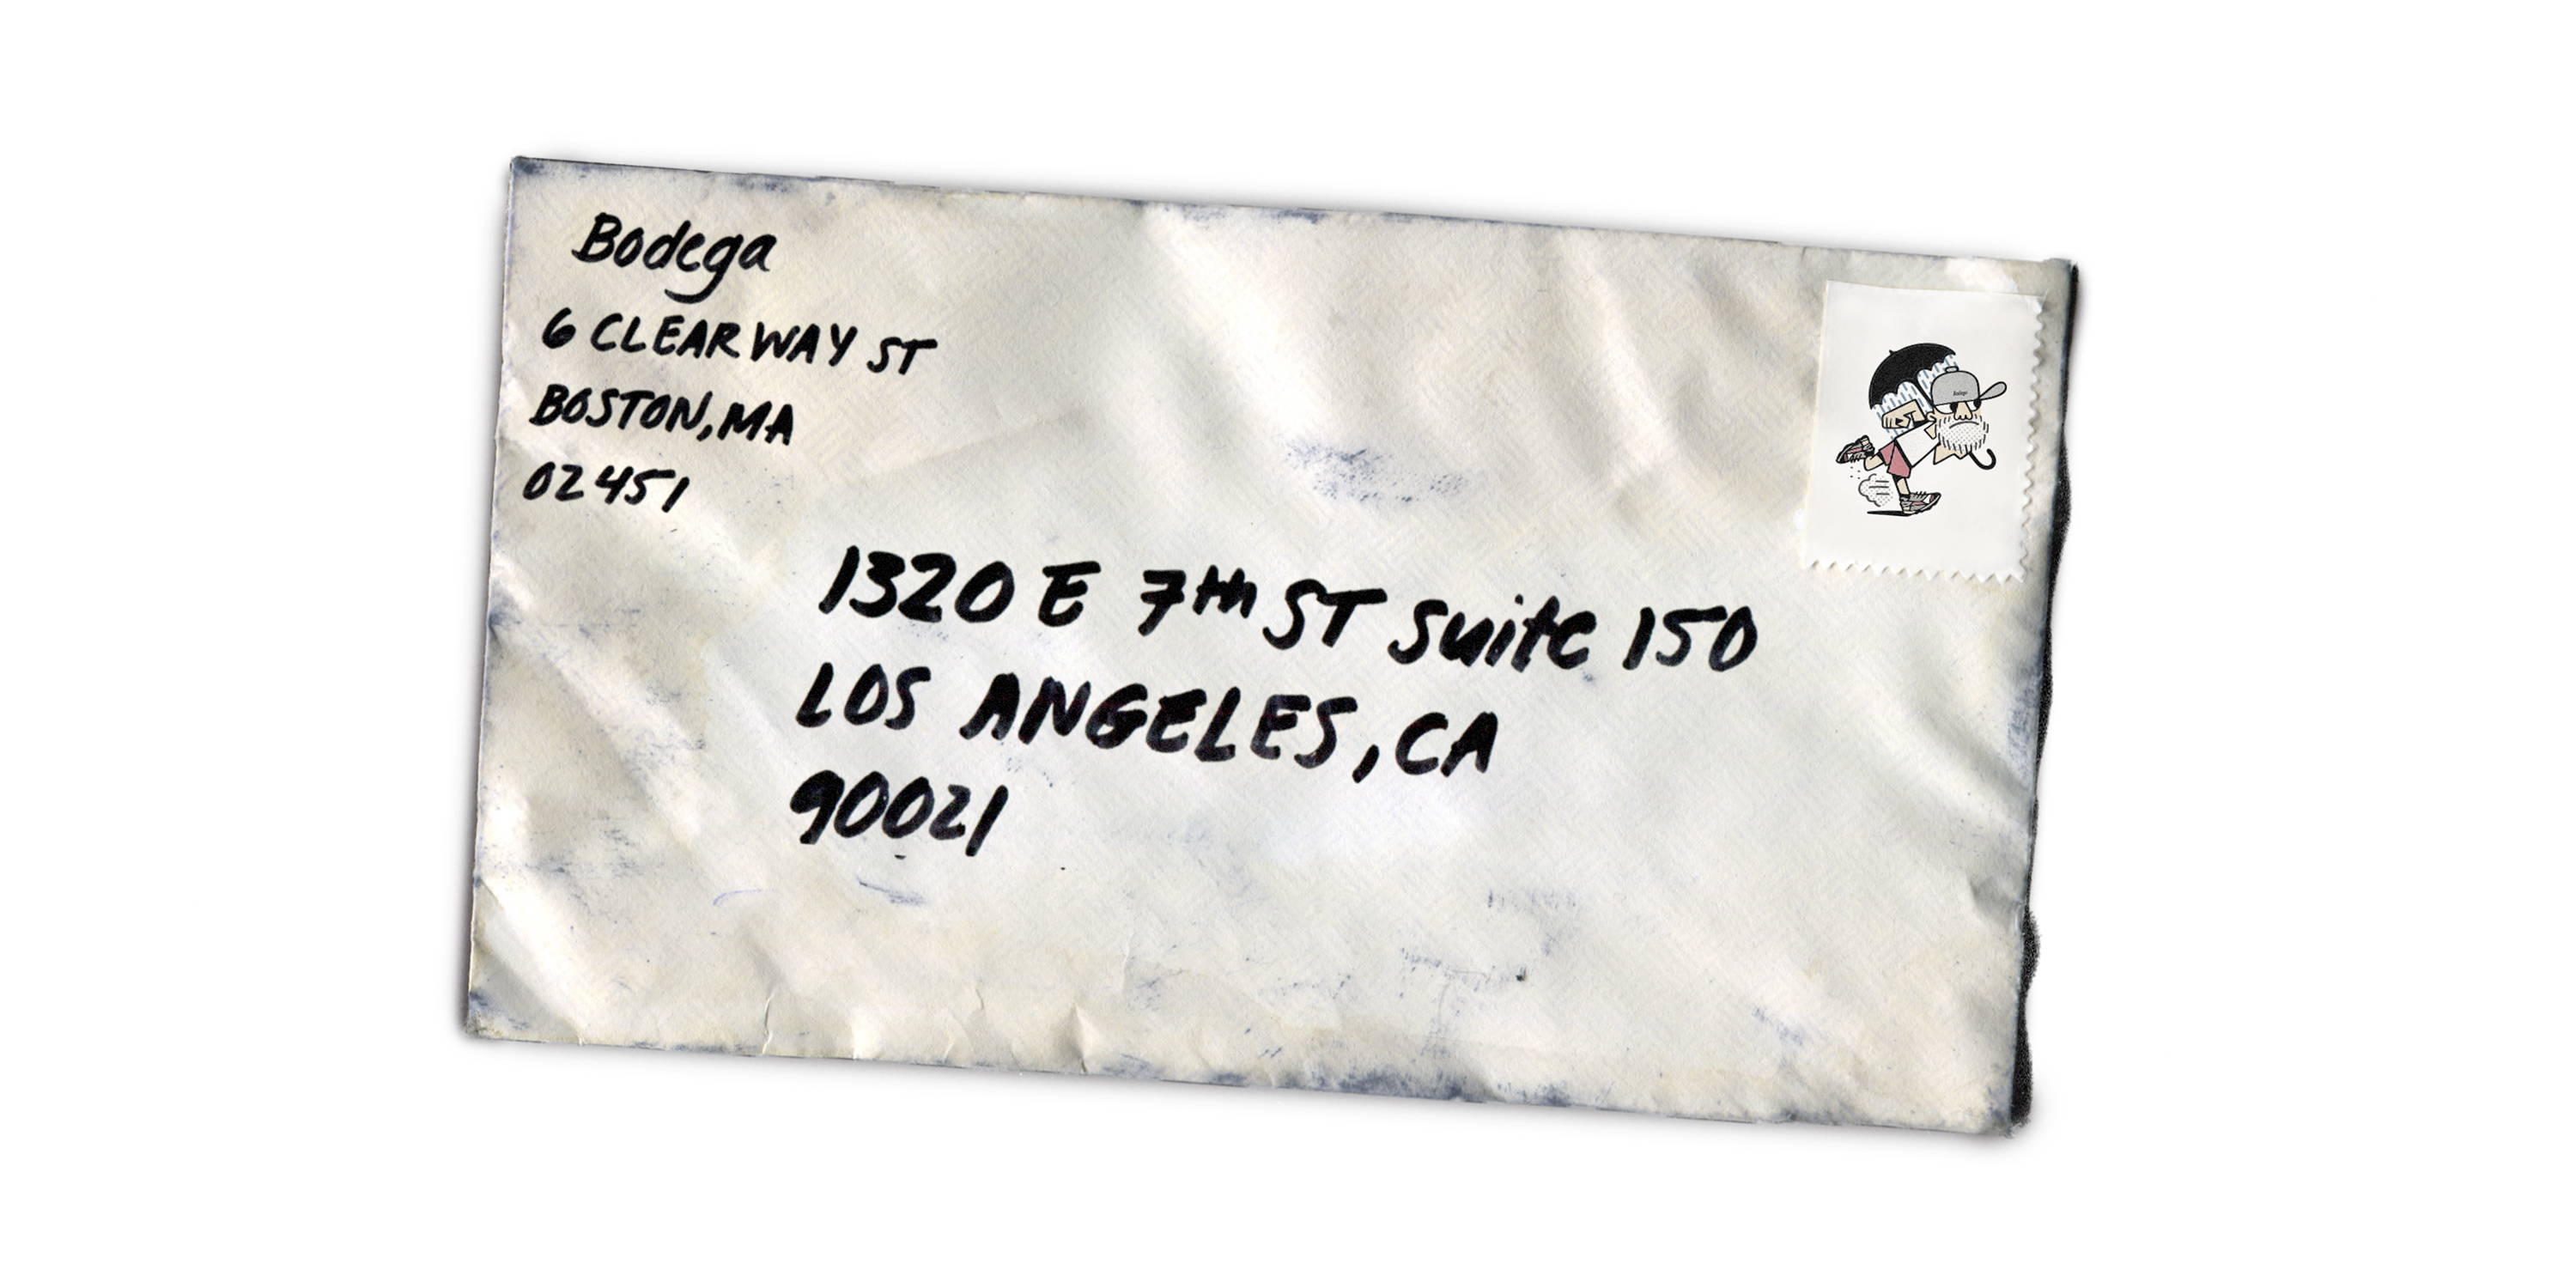 Bodega
6 CLEARWAY ST
BOSTON, MA
02451
1320 E 7th ST Suite 150
LOS ANGELES, CA
90021